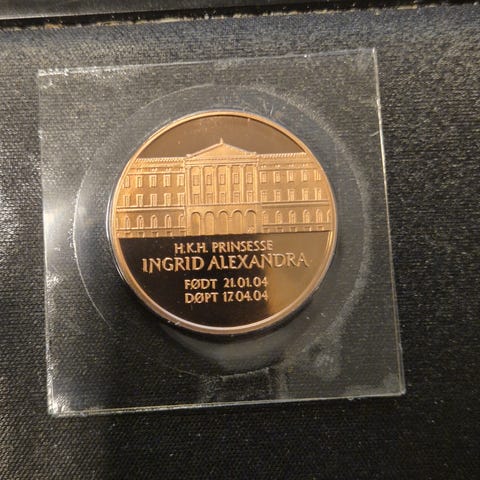 H.K.H. PRINSESSE
INGRID ALEXANDRA
FØDT 21.01.04
DØPT 17.04.04